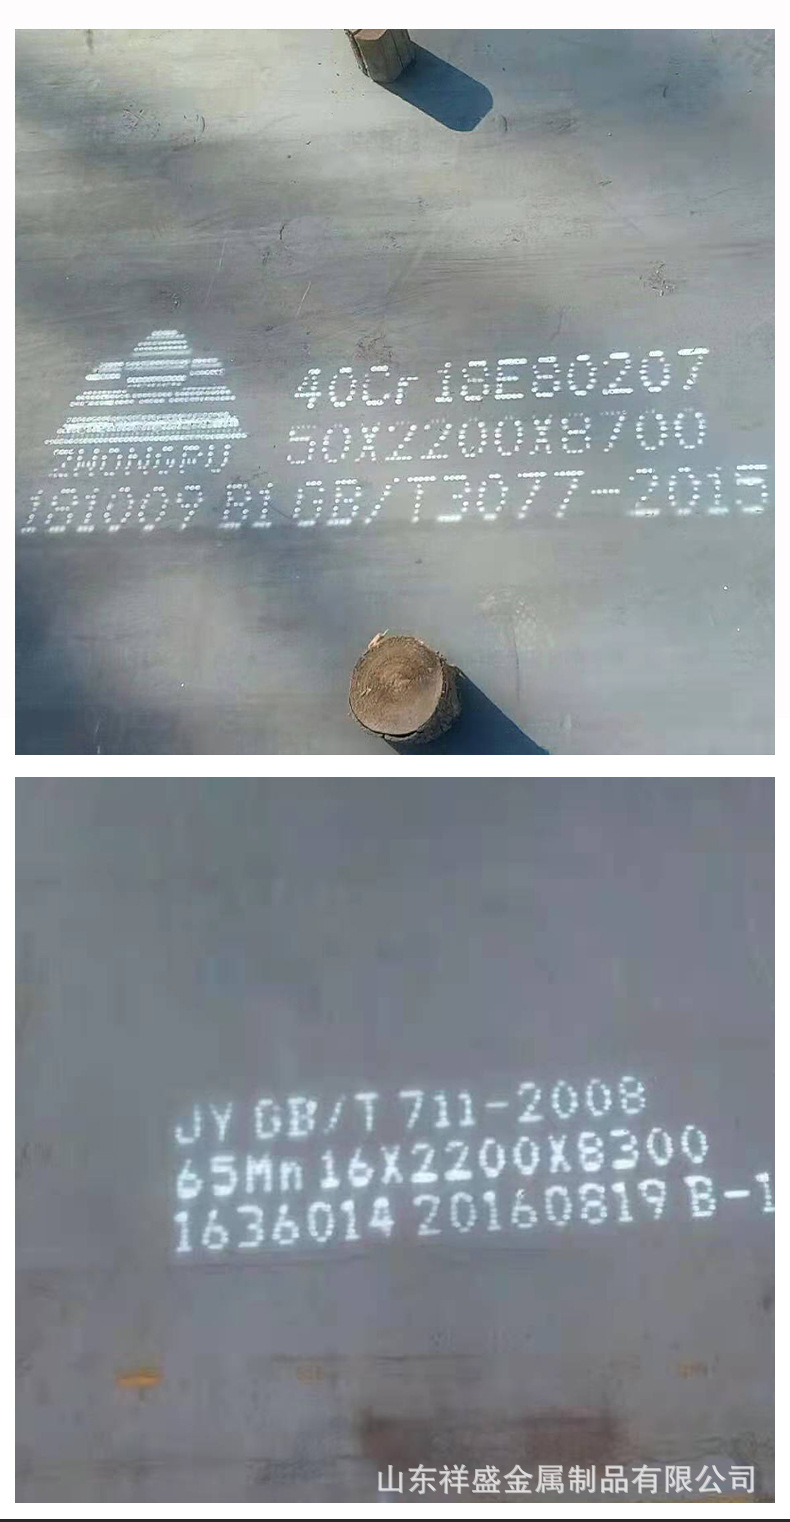 40Cr 18E80207
50X2200X8700
ZHONGPU
181009 B1 GB/T3077-2015
JY GB/T 711-2008
65Mn 16X2200X8300
1636014 20160819 B-1
山东祥盛金属制品有限公司